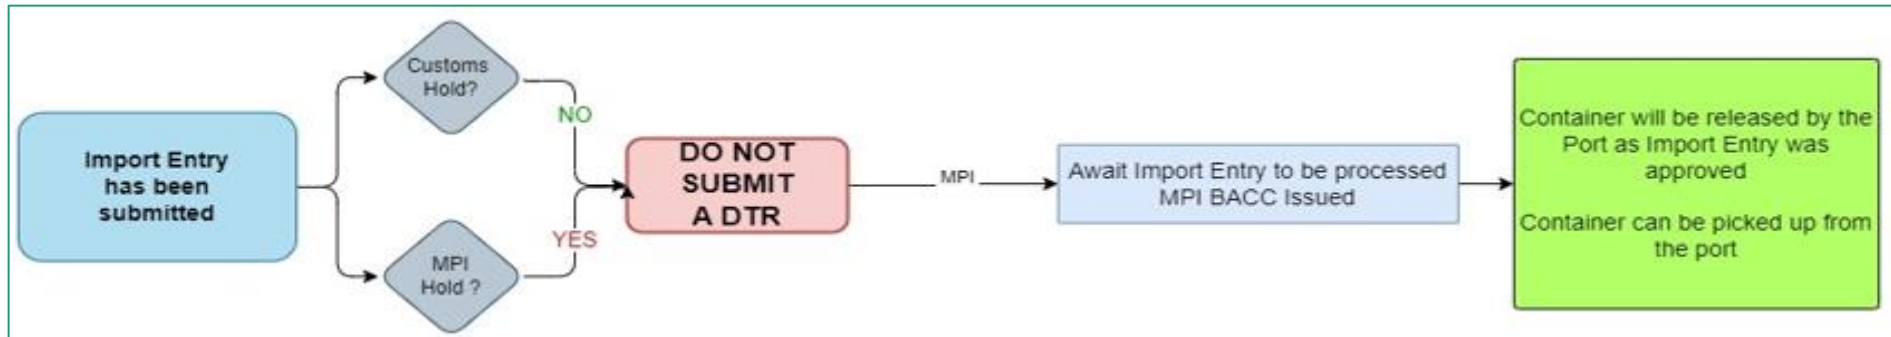 Import Entry
has been
submitted
Customs
Hold?
NO
MPI
Hold ?
YES
DO NOT
SUBMIT
A DTR
MPI
Await Import Entry to be processed
MPI BACC Issued
Container will be released by the
Port as Import Entry was
approved
Container can be picked up from
the port